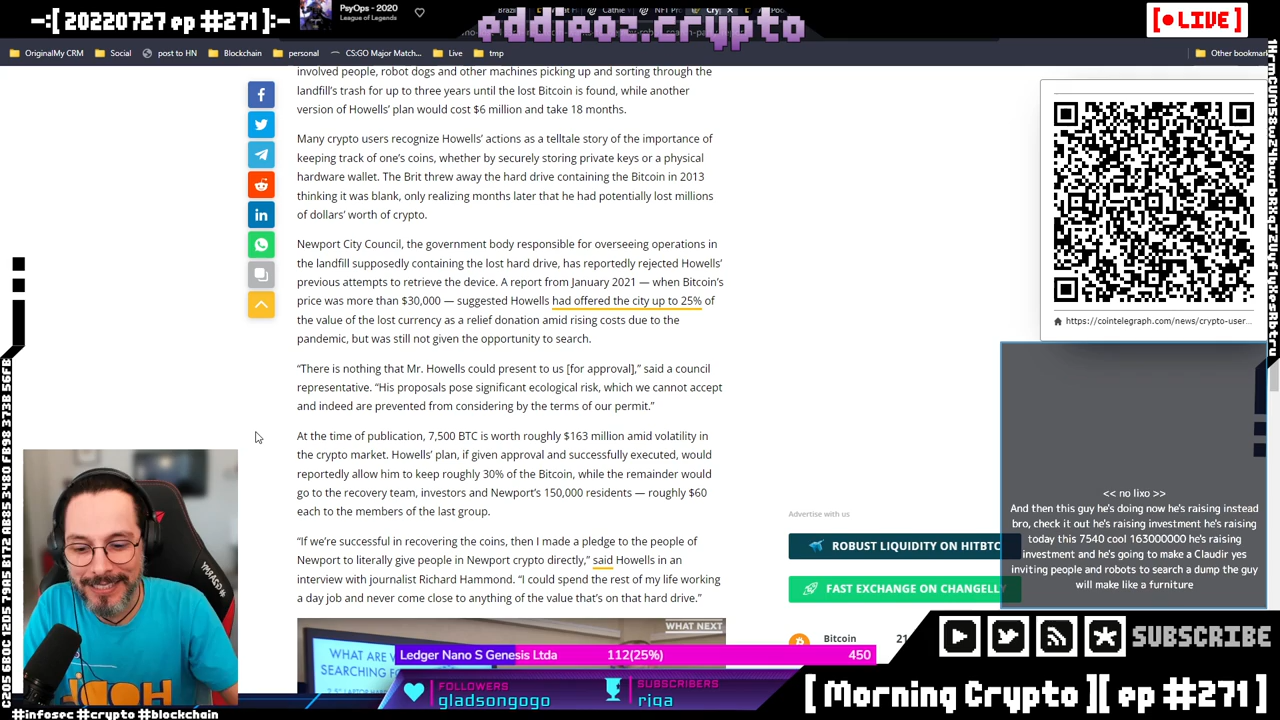 -:[ 20220727 ep #271 ]:-
PsyOps - 2020
League of Legends
eddieoz.crypto
[ ● LIVE ]
OriginalMy CRM
Social
post to HN
Blockchain
personal
CS:GO Major Match...
Live
tmp
Other bookmar
involved people, robot dogs and other machines picking up and sorting through the
landfill's trash for up to three years until the lost Bitcoin is found, while another
version of Howells' plan would cost $6 million and take 18 months.
Many crypto users recognize Howells' actions as a telltale story of the importance of
keeping track of one's coins, whether by securely storing private keys or a physical
hardware wallet. The Brit threw away the hard drive containing the Bitcoin in 2013
thinking it was blank, only realizing months later that he had potentially lost millions
of dollars' worth of crypto.
Newport City Council, the government body responsible for overseeing operations in
the landfill supposedly containing the lost hard drive, has reportedly rejected Howells'
previous attempts to retrieve the device. A report from January 2021 — when Bitcoin's
price was more than $30,000 — suggested Howells had offered the city up to 25% of
the value of the lost currency as a relief donation amid rising costs due to the
pandemic, but was still not given the opportunity to search.
“There is nothing that Mr. Howells could present to us [for approval],” said a council
representative. “His proposals pose significant ecological risk, which we cannot accept
and indeed are prevented from considering by the terms of our permit.”
At the time of publication, 7,500 BTC is worth roughly $163 million amid volatility in
the crypto market. Howells' plan, if given approval and successfully executed, would
reportedly allow him to keep roughly 30% of the Bitcoin, while the remainder would
go to the recovery team, investors and Newport's 150,000 residents — roughly $60
each to the members of the last group.
“If we're successful in recovering the coins, then I made a pledge to the people of
Newport to literally give people in Newport crypto directly,” said Howells in an
interview with journalist Richard Hammond. “I could spend the rest of my life working
a day job and never come close to anything of the value that's on that hard drive.”
WHAT NEXT
https://cointelegraph.com/news/crypto-user...
<< no lixo >>
And then this guy he's doing now he's raising instead
bro, check it out he's raising investment he's raising
today this 7540 cool 163000000 he's raising
investment and he's going to make a Claudir yes
inviting people and robots to search a dump the guy
will make like a furniture
Advertise with us
ROBUST LIQUIDITY ON HITBTC
FAST EXCHANGE ON CHANGELLY
Bitcoin
Ledger Nano S Genesis Ltda 112(25%) 450
FOLLOWERS
gladsongogo
SUBSCRIBERS
riga
SUBSCRIBE
[ Morning Crypto ][ ep #271 ]
#infosec #crypto #blockchain